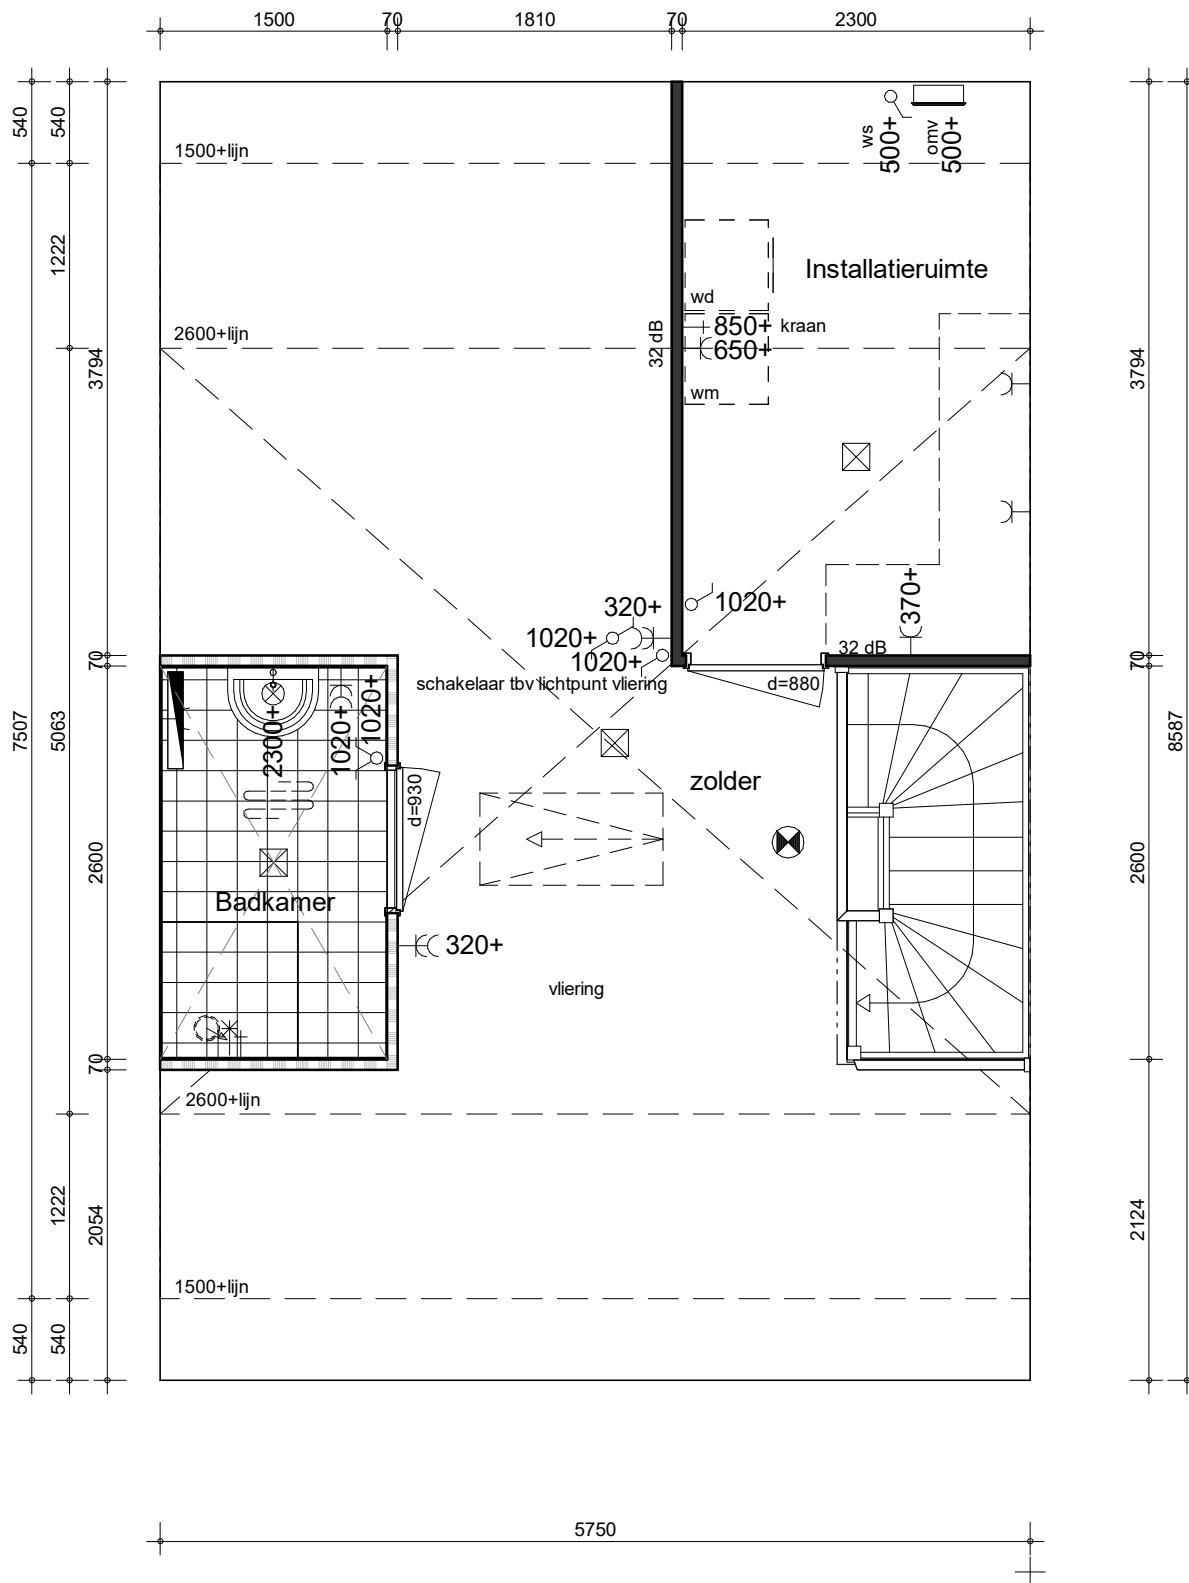 1500 70 1810 70 2300
540 540
1500+lijn
ws
500+
omv
500+
1222
Installatieruimte
wd
2600+lijn
32 dB
850+ kraan
650+
3794
3794
wm
370+
1020+
320+
1020+
1020+
32 dB
70
70
schakelaar tbv lichtpunt vliering
d=880
7507
5063
8587
2300+
1020+
1020+
zolder
d=930
2600
2600
Badkamer
320+
vliering
70
2600+lijn
1222
2054
2124
1500+lijn
540 540
5750